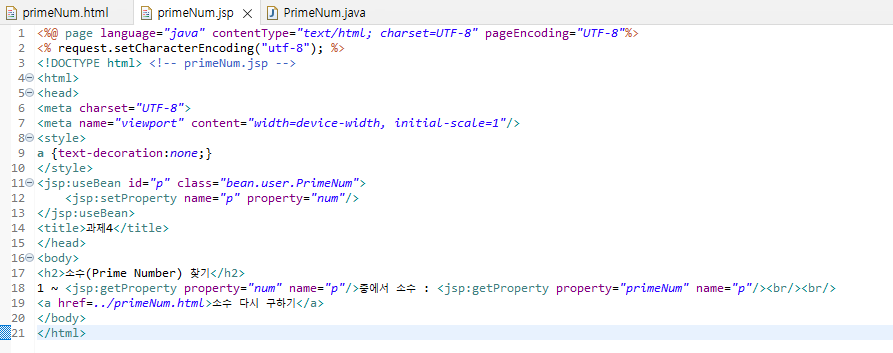 primeNum.html primeNum.jsp PrimeNum.java
1 <%@ page language="java" contentType="text/html; charset=UTF-8" pageEncoding="UTF-8"%>
2 <% request.setCharacterEncoding("utf-8"); %>
3 <!DOCTYPE html> <!-- primeNum.jsp -->
4 <html>
5 <head>
6 <meta charset="UTF-8">
7 <meta name="viewport" content="width=device-width, initial-scale=1"/>
8 <style>
9 a {text-decoration:none;}
10 </style>
11 <jsp:useBean id="p" class="bean.user.PrimeNum">
12     <jsp:setProperty name="p" property="num"/>
13 </jsp:useBean>
14 <title>과제4</title>
15 </head>
16 <body>
17 <h2>소수(Prime Number) 찾기</h2>
18 1 ~ <jsp:getProperty property="num" name="p"/>중에서 소수 : <jsp:getProperty property="primeNum" name="p"/><br/><br/>
19 <a href=../primeNum.html>소수 다시 구하기</a>
20 </body>
21 </html>